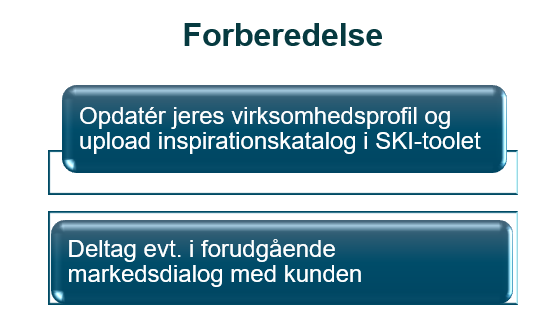 Forberedelse
Opdatér jeres virksomhedsprofil og
upload inspirationskatalog i SKI-toolet
Deltag evt. i forudgående
markedsdialog med kunden